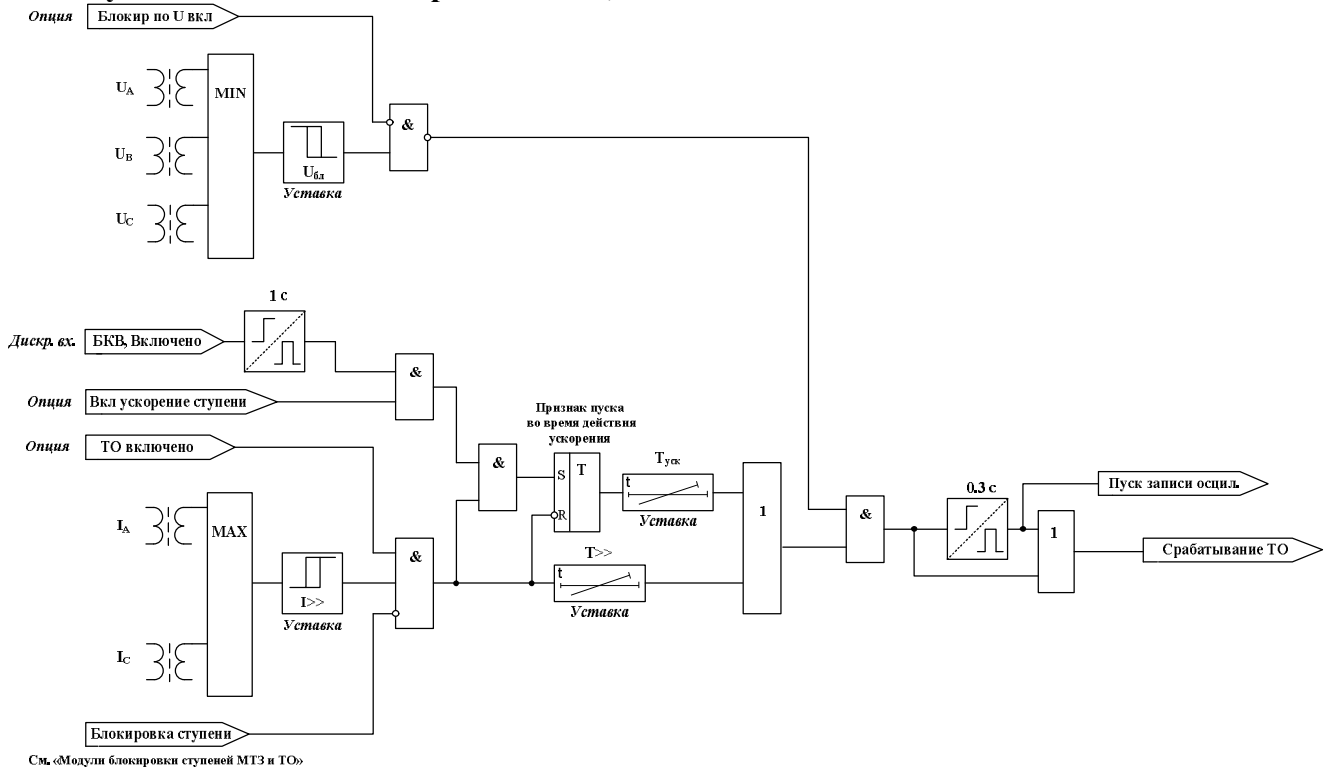 Опция
Блокир по U вкл
UA
MIN
UB
UC
Uбл
Уставка
&
1 с
Дискр. вх.
БКВ, Включено
&
Опция
Вкл ускорение ступени
Опция
ТО включено
Признак пуска
во время действия
ускорения
&
S
T
R
Tуск
t
Уставка
1
&
0.3 с
Пуск записи осцил.
1
Срабатывание ТО
IA
MAX
I>>
Уставка
&
T>>
t
Уставка
IC
Блокировка ступени
См. «Модули блокировки ступеней МТЗ и ТО»